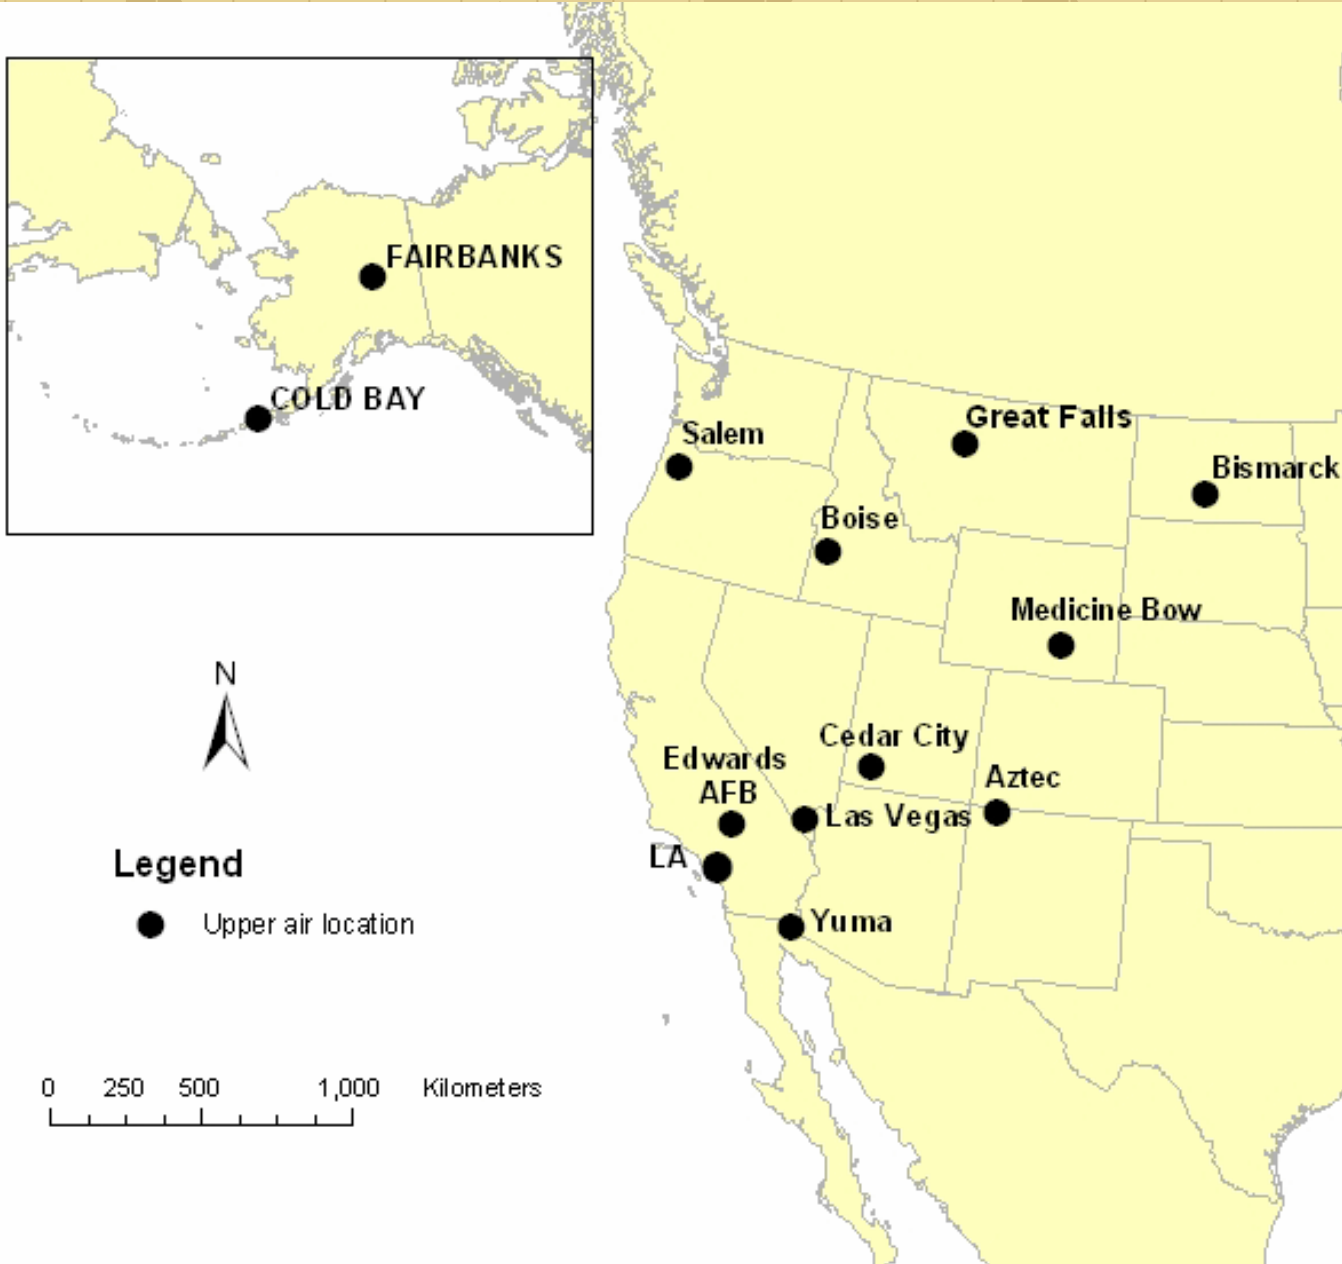 FAIRBANKS
COLD BAY
Great Falls
Salem
Bismarck
Boise
Medicine Bow
Cedar City
Edwards
AFB
Aztec
Las Vegas
LA
Yuma
N
Legend
Upper air location
0 250 500 1,000 Kilometers